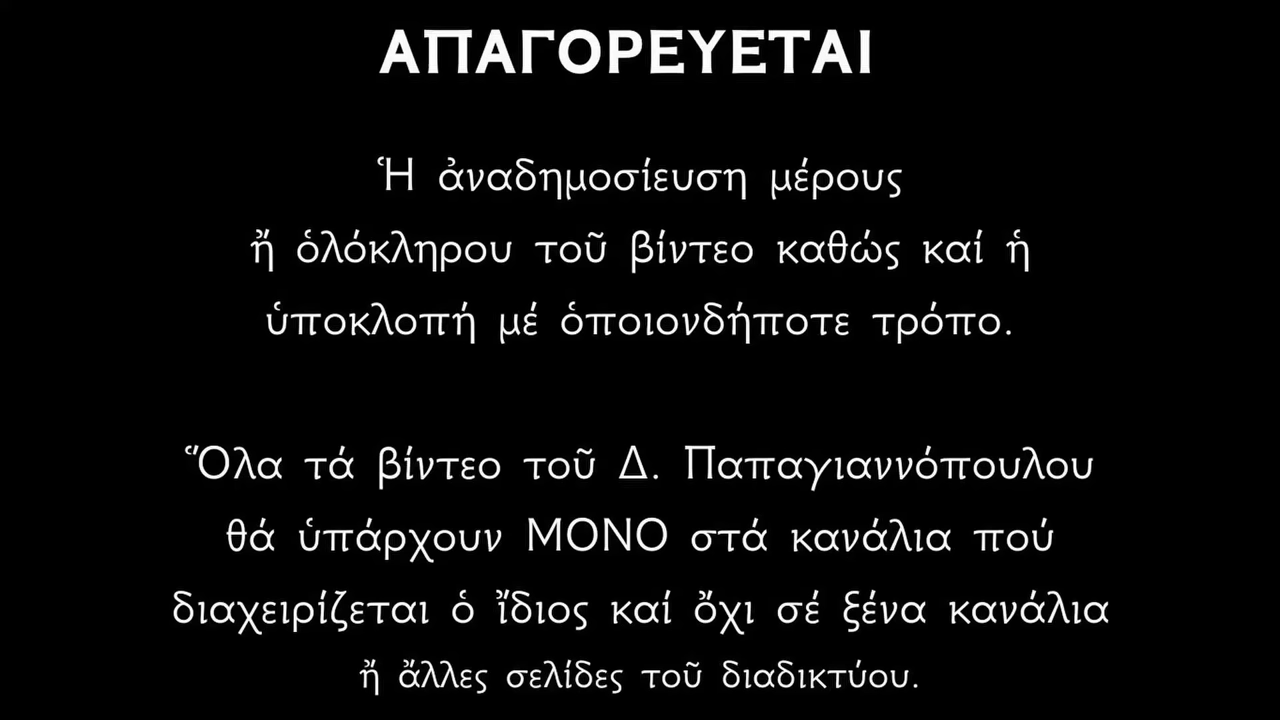 ΑΠΑΓΟΡΕΥΕΤΑΙ
Ἡ ἀναδημοσίευση μέρους
ἤ ὁλόκληρου τοῦ βίντεο καθώς καί ἡ
ὑποκλοπή μέ ὁποιονδήποτε τρόπο.
Ὅλα τά βίντεο τοῦ Δ. Παπαγιαννόπουλου
θά ὑπάρχουν ΜΟΝΟ στά κανάλια πού
διαχειρίζεται ὁ ἴδιος καί ὄχι σέ ξένα κανάλια
ἤ ἄλλες σελίδες τοῦ διαδικτύου.